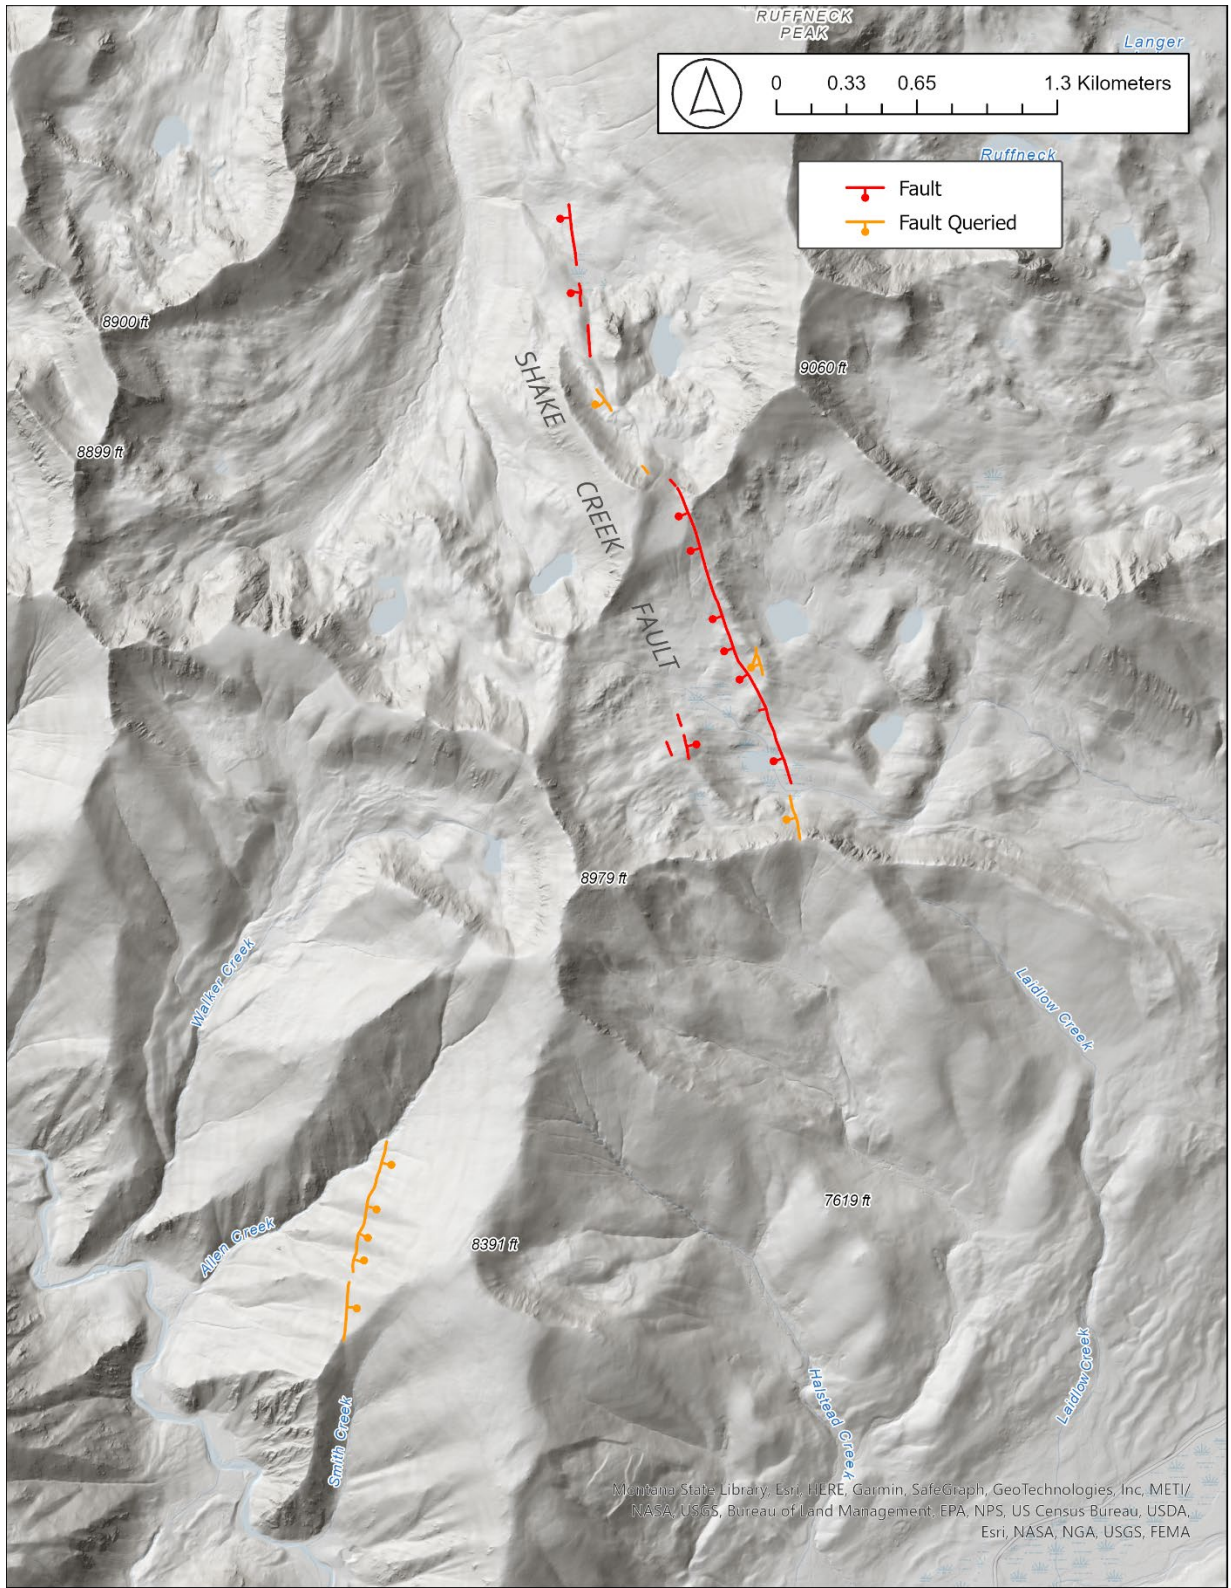 RUFFNECK
PEAK
Langer
0 0.33 0.65 1.3 Kilometers
Ruffneck
Fault
Fault Queried
8900 ft
9060 ft
8899 ft
SHAKE
CREEK
FAULT
8979 ft
Walker Creek
Laidlow Creek
7619 ft
Allen Creek
8391 ft
Laidlow Creek
Halstead Creek
Smith Creek
Montana State Library, Esri, HERE, Garmin, SafeGraph, GeoTechnologies, Inc, METI/
NASA, USGS, Bureau of Land Management, EPA, NPS, US Census Bureau, USDA,
Esri, NASA, NGA, USGS, FEMA